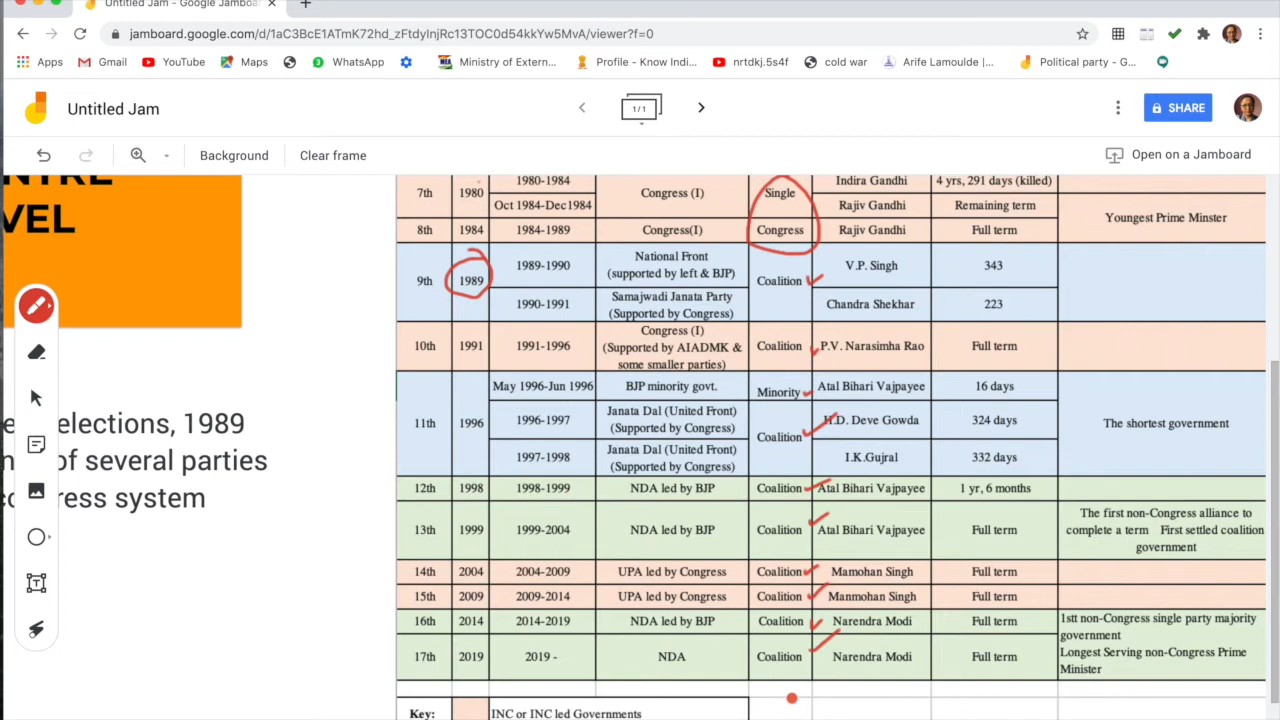 Untitled Jam - Google Jamboa
jamboard.google.com/d/1aC3BcE1ATmK72hd_zFtdyInjRc13TOC0d54kkYw5MvA/viewer?f=0
Apps Gmail YouTube Maps WhatsApp Ministry of Extern... Profile - Know Indi... nrtdkj.5s4f cold war Arife Lamoulde |... Political party - G...
Untitled Jam
1/1
SHARE
Background Clear frame
Open on a Jamboard
NTRE
VEL
elections, 1989
of several parties
ress system
7th 1980 1980-1984 Congress (I) Single Indira Gandhi 4 yrs, 291 days (killed)
Oct 1984-Dec1984 Rajiv Gandhi Remaining term Youngest Prime Minster
8th 1984 1984-1989 Congress(I) Congress Rajiv Gandhi Full term
9th 1989 1989-1990 National Front
(supported by left & BJP) Coalition V.P. Singh 343
1990-1991 Samajwadi Janata Party
(Supported by Congress) Chandra Shekhar 223
10th 1991 1991-1996 Congress (I)
(Supported by AIADMK &
some smaller parties) Coalition P.V. Narasimha Rao Full term
11th 1996 May 1996-Jun 1996 BJP minority govt. Minority Atal Bihari Vajpayee 16 days The shortest government
1996-1997 Janata Dal (United Front)
(Supported by Congress) Coalition H.D. Deve Gowda 324 days
1997-1998 Janata Dal (United Front)
(Supported by Congress) I.K.Gujral 332 days
12th 1998 1998-1999 NDA led by BJP Coalition Atal Bihari Vajpayee 1 yr, 6 months
13th 1999 1999-2004 NDA led by BJP Coalition Atal Bihari Vajpayee Full term The first non-Congress alliance to
complete a term First settled coalition
government
14th 2004 2004-2009 UPA led by Congress Coalition Mamohan Singh Full term
15th 2009 2009-2014 UPA led by Congress Coalition Manmohan Singh Full term
16th 2014 2014-2019 NDA led by BJP Coalition Narendra Modi Full term 1stt non-Congress single party majority
government
17th 2019 2019 - NDA Coalition Narendra Modi Full term Longest Serving non-Congress Prime
Minister
Key: INC or INC led Governments